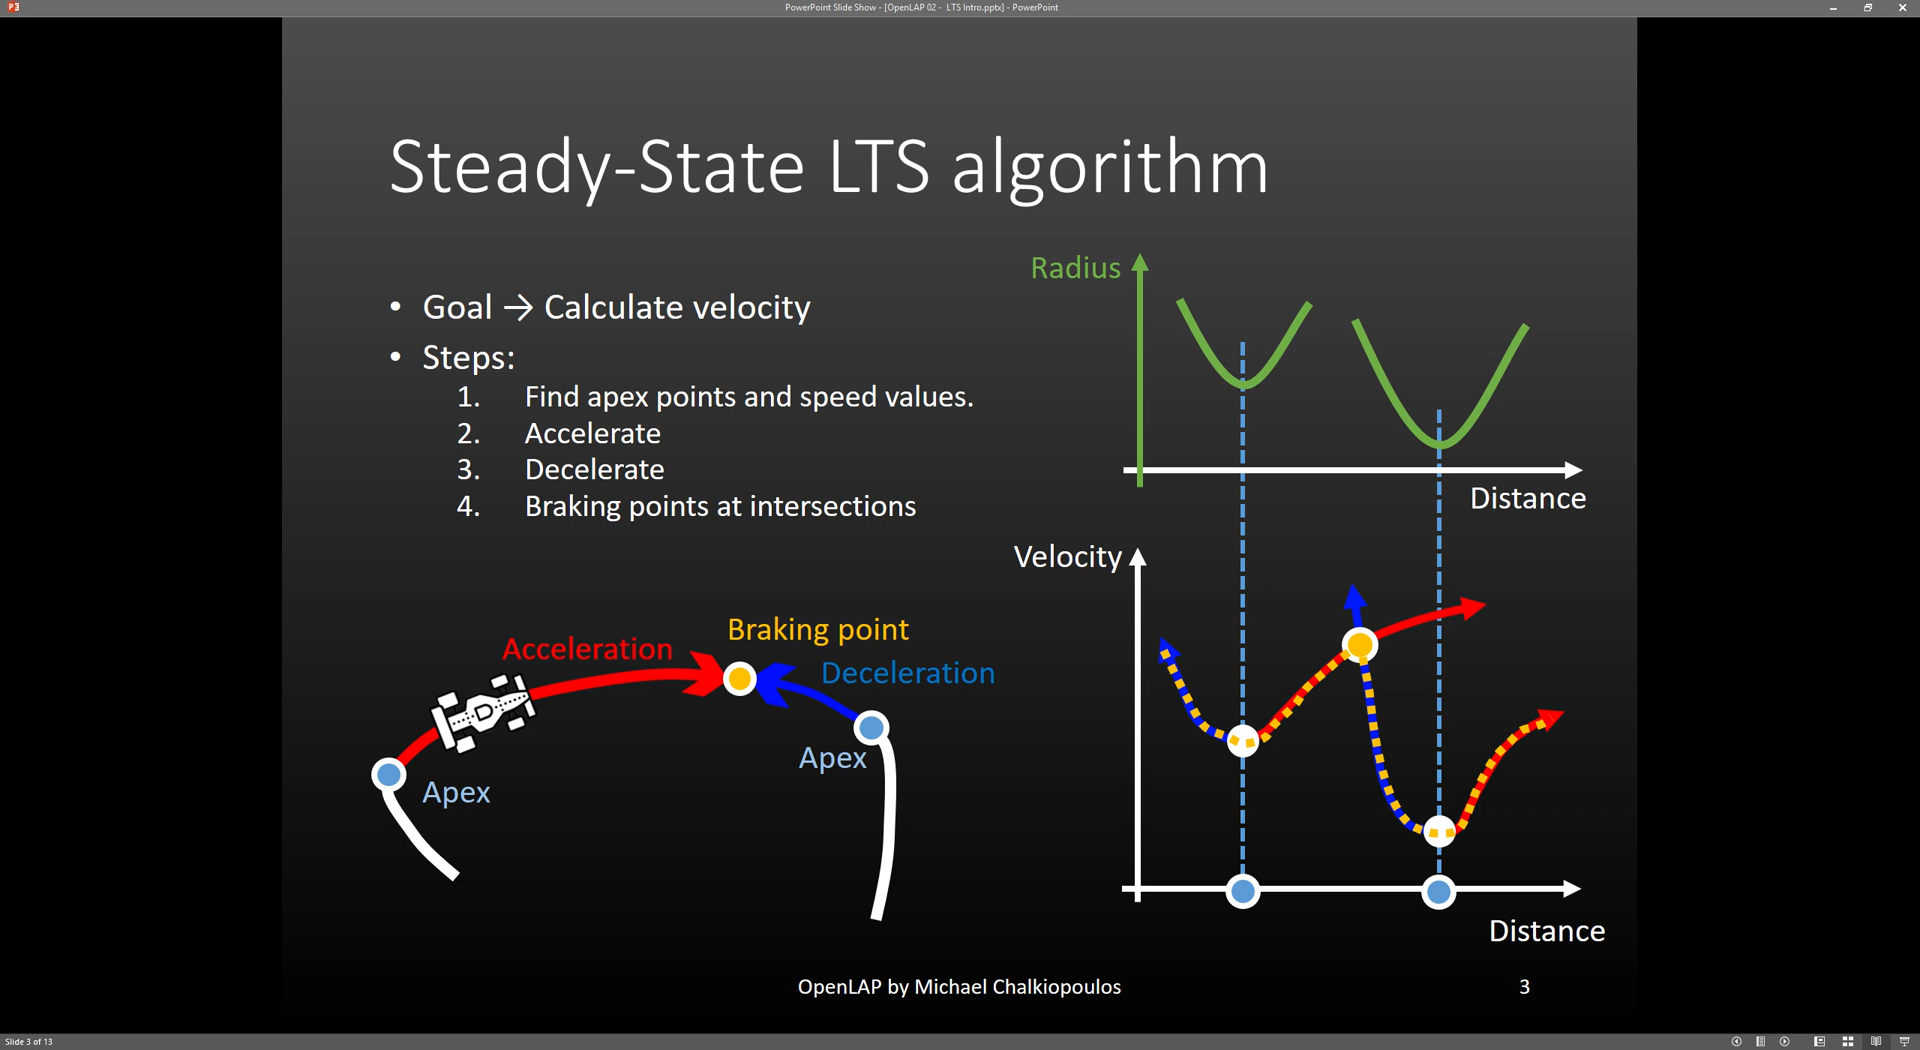 PowerPoint Slide Show - [OpenLAP 02 - LTS Intro.pptx] - PowerPoint
Steady-State LTS algorithm
• Goal → Calculate velocity
• Steps:
1. Find apex points and speed values.
2. Accelerate
3. Decelerate
4. Braking points at intersections
Radius
Distance
Velocity
Distance
Acceleration
Braking point
Deceleration
D
Apex
Apex
OpenLAP by Michael Chalkiopoulos
3
Slide 3 of 13